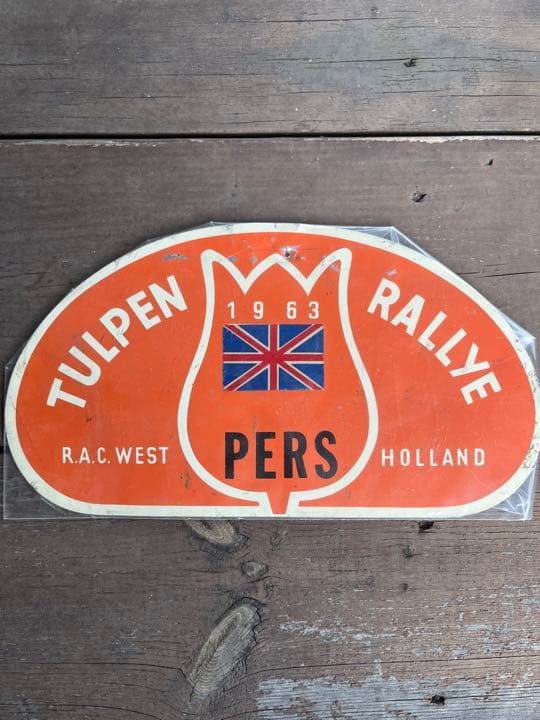 TULPEN RALLYE
1963
PERS
R.A.C. WEST HOLLAND